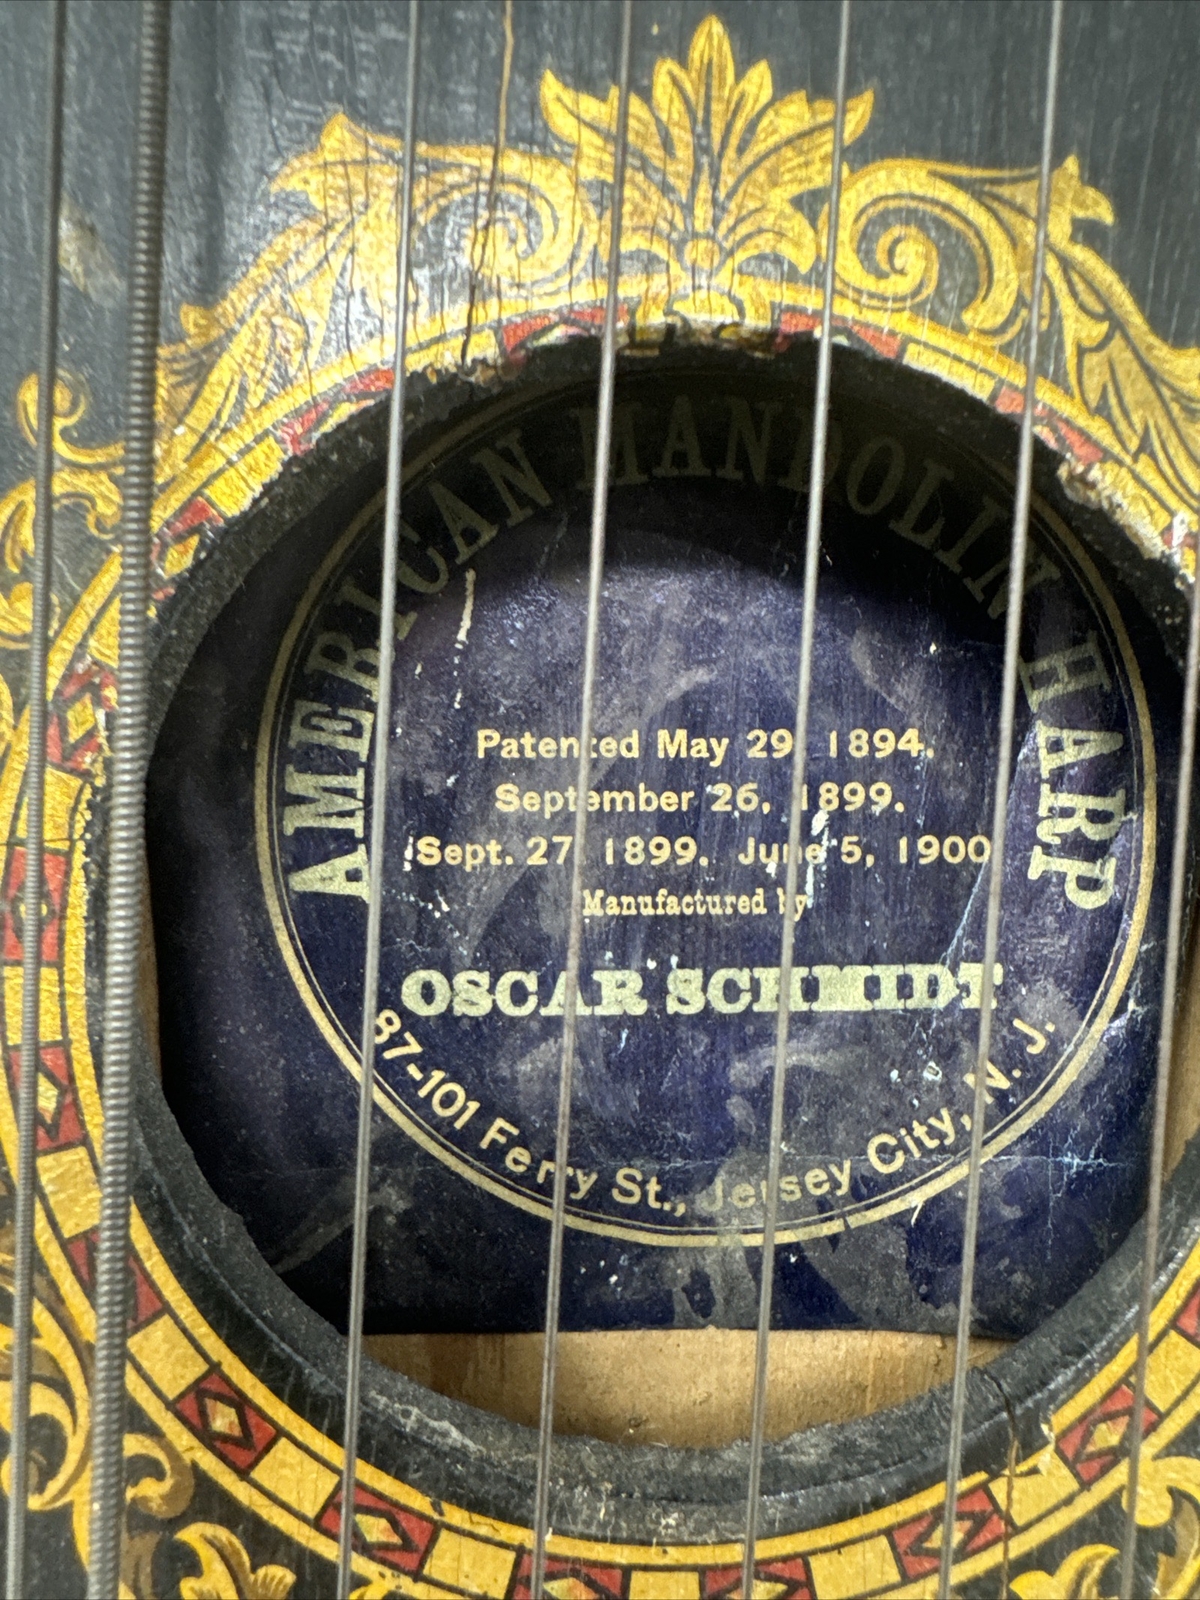 AMERICAN MANDOLIN HARP
Patented May 29, 1894.
September 26, 1899.
Sept. 27, 1899. June 5, 1900
Manufactured by
OSCAR SCHMIDT
87-101 Ferry St., Jersey City, N. J.